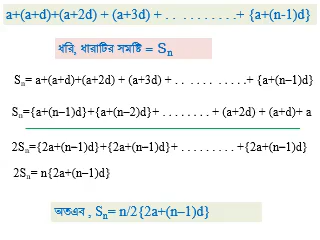 a+(a+d)+(a+2d) + (a+3d) + . . . . . . . . . .+ {a+(n-1)d}
ধরি, ধারাটির সমষ্টি = Sn
Sn= a+(a+d)+(a+2d) + (a+3d) + . . . . . . . . . . .+ {a+(n–1)d}
Sn={a+(n–1)d}+{a+(n–2)d}+ . . . . . . . . + (a+2d) + (a+d)+ a
2Sn={2a+(n–1)d}+{2a+(n–1)d}+ . . . . . . . . . +{2a+(n–1)d}
2Sn= n{2a+(n–1)d}
অতএব , Sn= n/2{2a+(n–1)d}